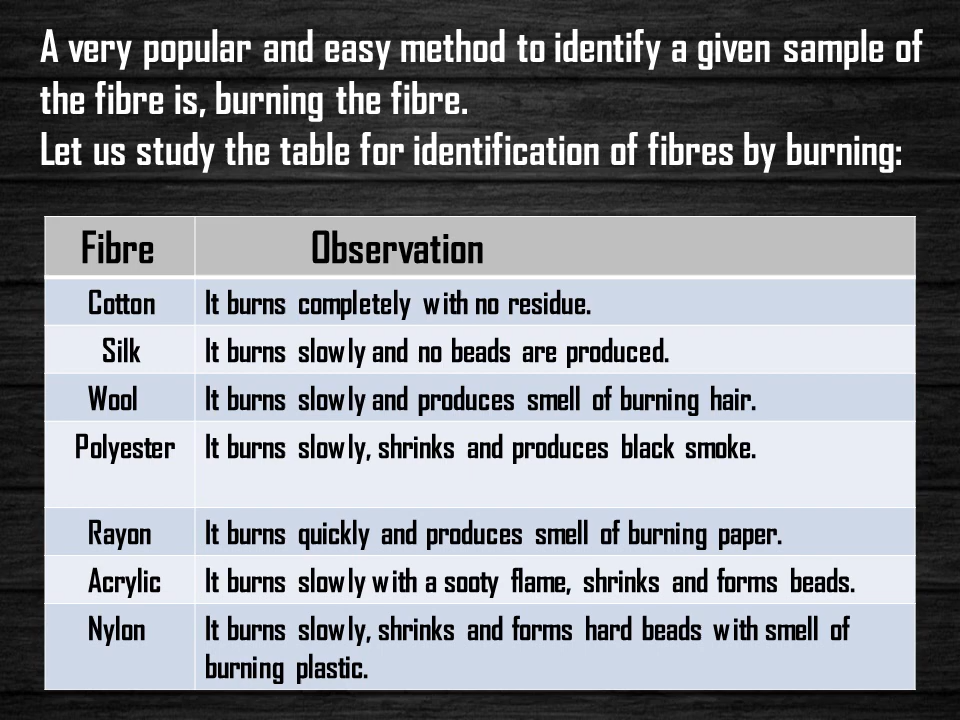 A very popular and easy method to identify a given sample of
the fibre is, burning the fibre.
Let us study the table for identification of fibres by burning:
Fibre Observation
Cotton It burns completely with no residue.
Silk It burns slowly and no beads are produced.
Wool It burns slowly and produces smell of burning hair.
Polyester It burns slowly, shrinks and produces black smoke.
Rayon It burns quickly and produces smell of burning paper.
Acrylic It burns slowly with a sooty flame, shrinks and forms beads.
Nylon It burns slowly, shrinks and forms hard beads with smell of
burning plastic.